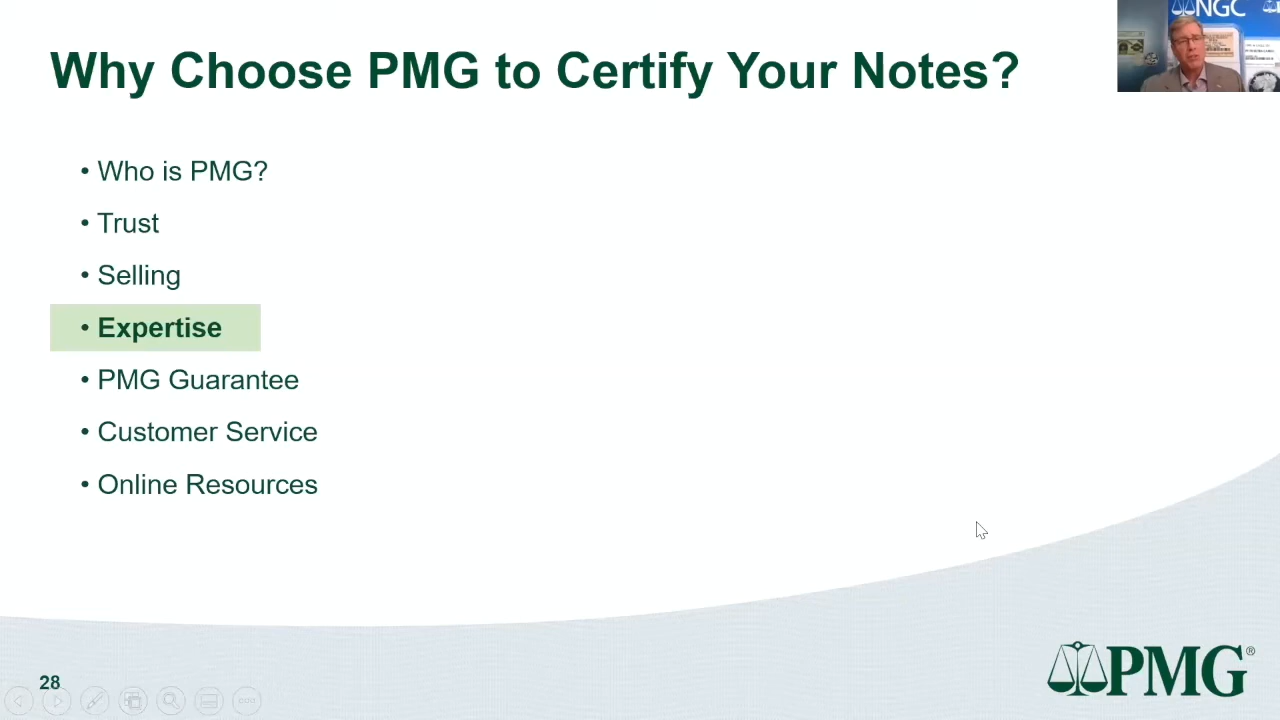 Why Choose PMG to Certify Your Notes?
NGC
• Who is PMG?
• Trust
• Selling
• Expertise
• PMG Guarantee
• Customer Service
• Online Resources
28
PMG®